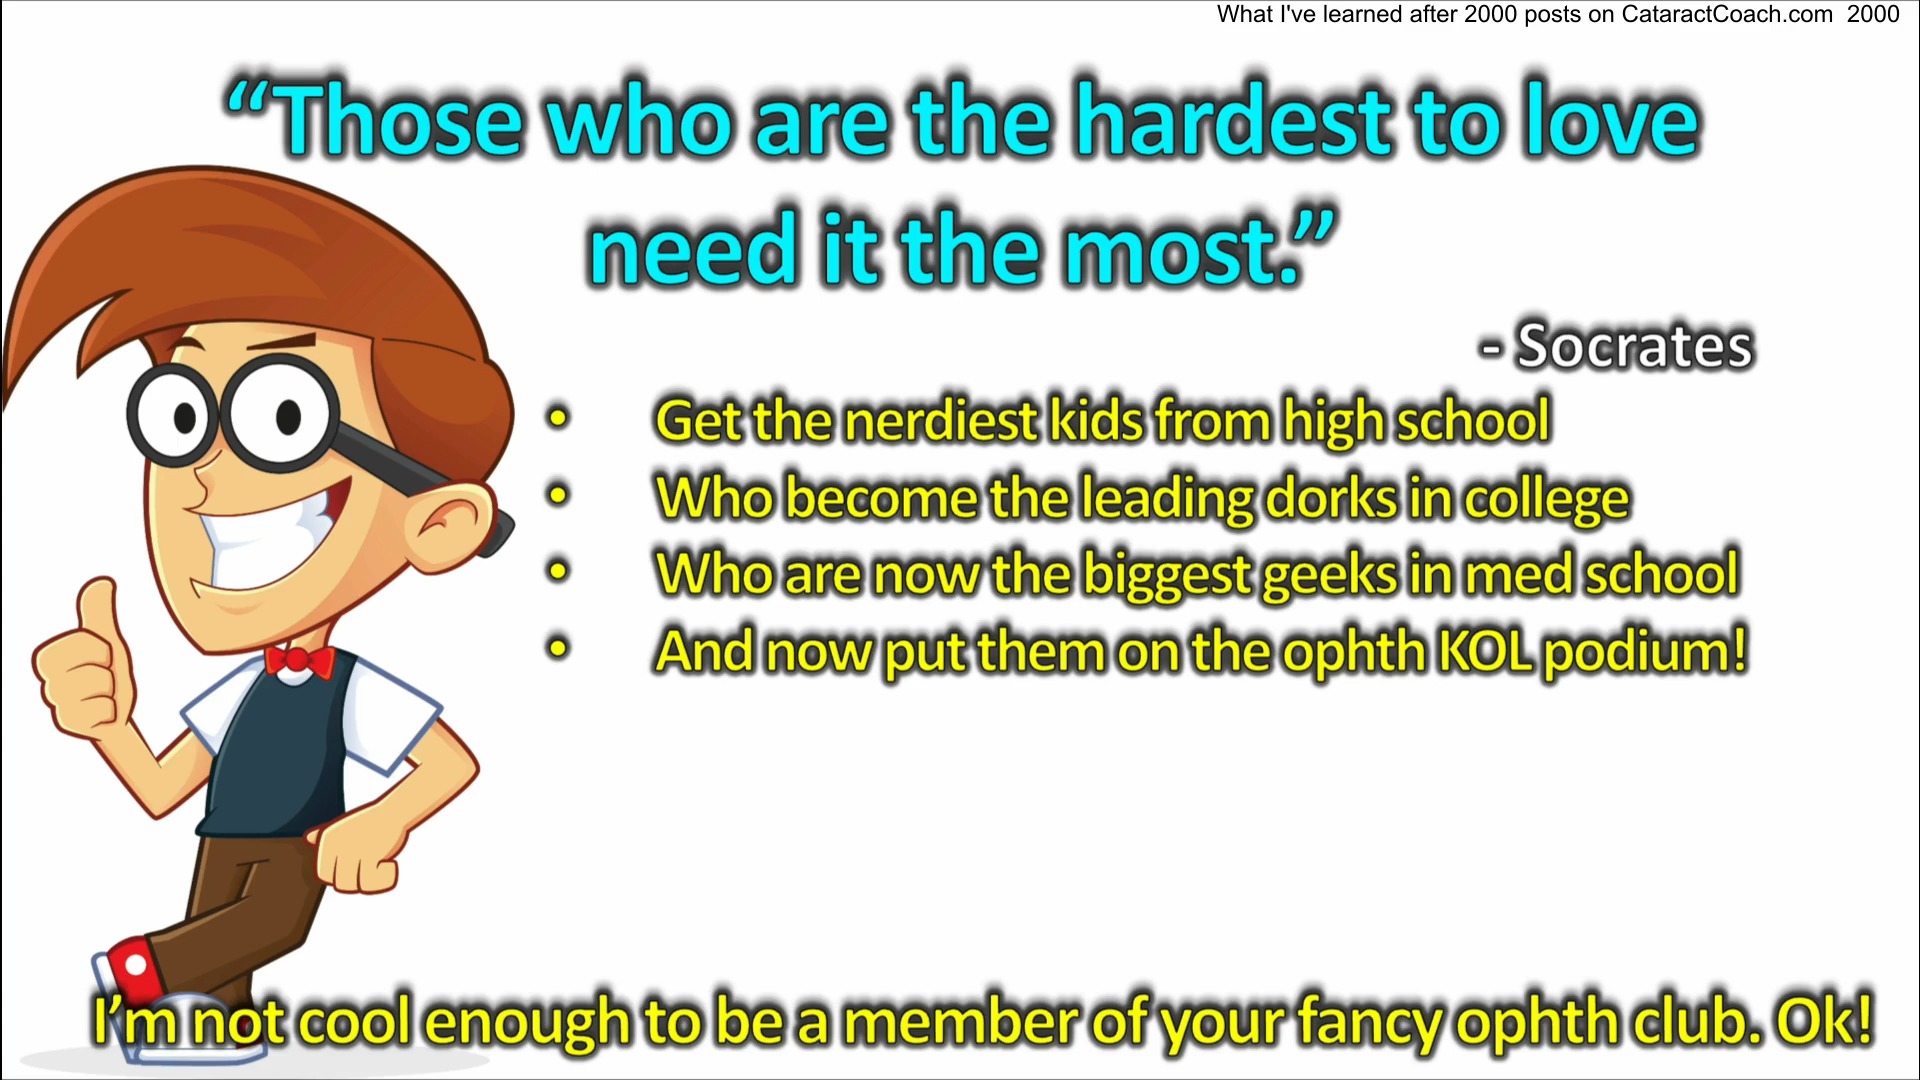 What I've learned after 2000 posts on CataractCoach.com  2000
“Those who are the hardest to love
need it the most.”
- Socrates
• Get the nerdiest kids from high school
• Who become the leading dorks in college
• Who are now the biggest geeks in med school
• And now put them on the ophth KOL podium!
I’m not cool enough to be a member of your fancy ophth club. Ok!